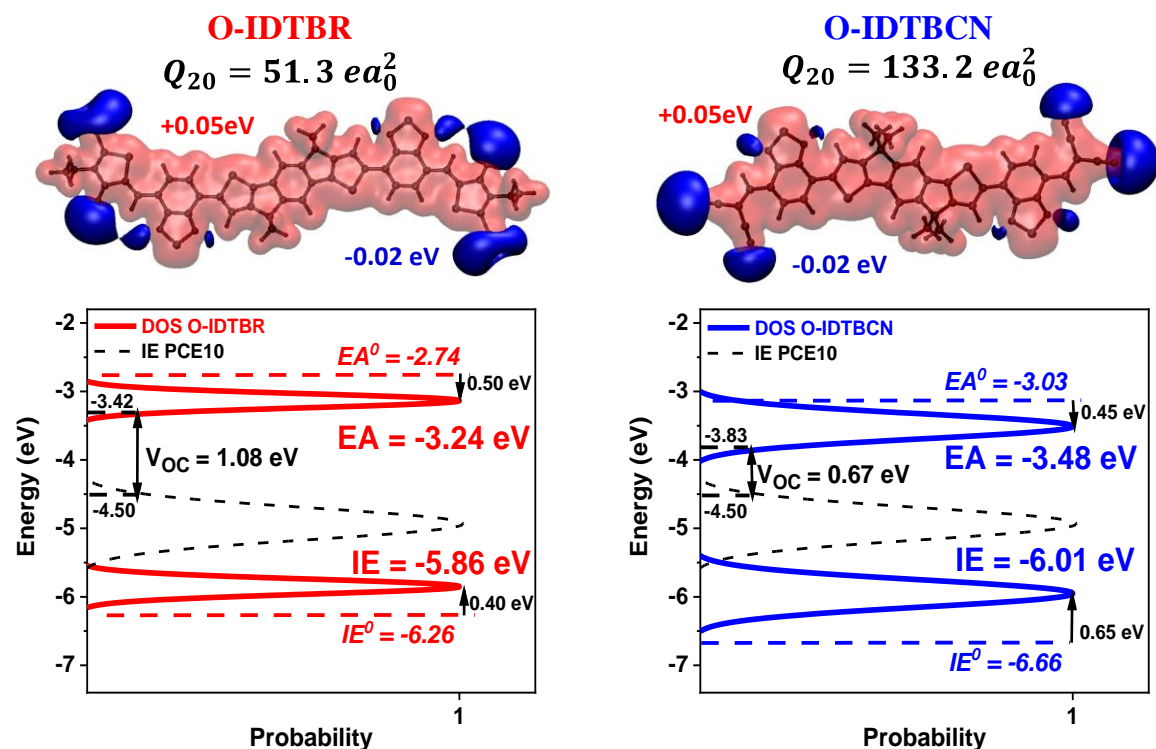 O-IDTBR
Q₂₀ = 51.3 ea₀²
+0.05eV
-0.02 eV
-2
-3
-4
-5
-6
-7
Energy (eV)
DOS O-IDTBR
IE PCE10
EA⁰ = -2.74
0.50 eV
-3.42
EA = -3.24 eV
V_OC = 1.08 eV
-4.50
IE = -5.86 eV
0.40 eV
IE⁰ = -6.26
1
Probability
O-IDTBCN
Q₂₀ = 133.2 ea₀²
+0.05eV
-0.02 eV
-2
-3
-4
-5
-6
-7
Energy (eV)
DOS O-IDTBCN
IE PCE10
EA⁰ = -3.03
0.45 eV
-3.83
EA = -3.48 eV
V_OC = 0.67 eV
-4.50
IE = -6.01 eV
0.65 eV
IE⁰ = -6.66
1
Probability